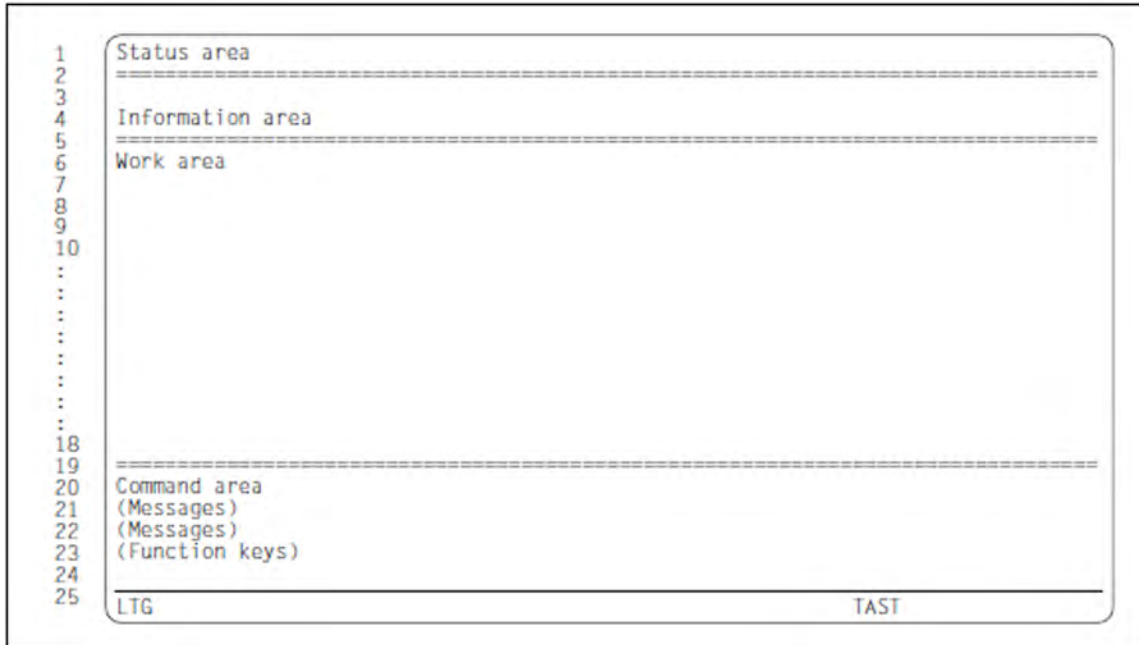 1 Status area
2 ================================================================================
3
4 Information area
5 ================================================================================
6 Work area
7
8
9
10
:
:
:
:
:
:
:
:
18
19 ================================================================================
20 Command area
21 (Messages)
22 (Messages)
23 (Function keys)
24
25
LTG TAST